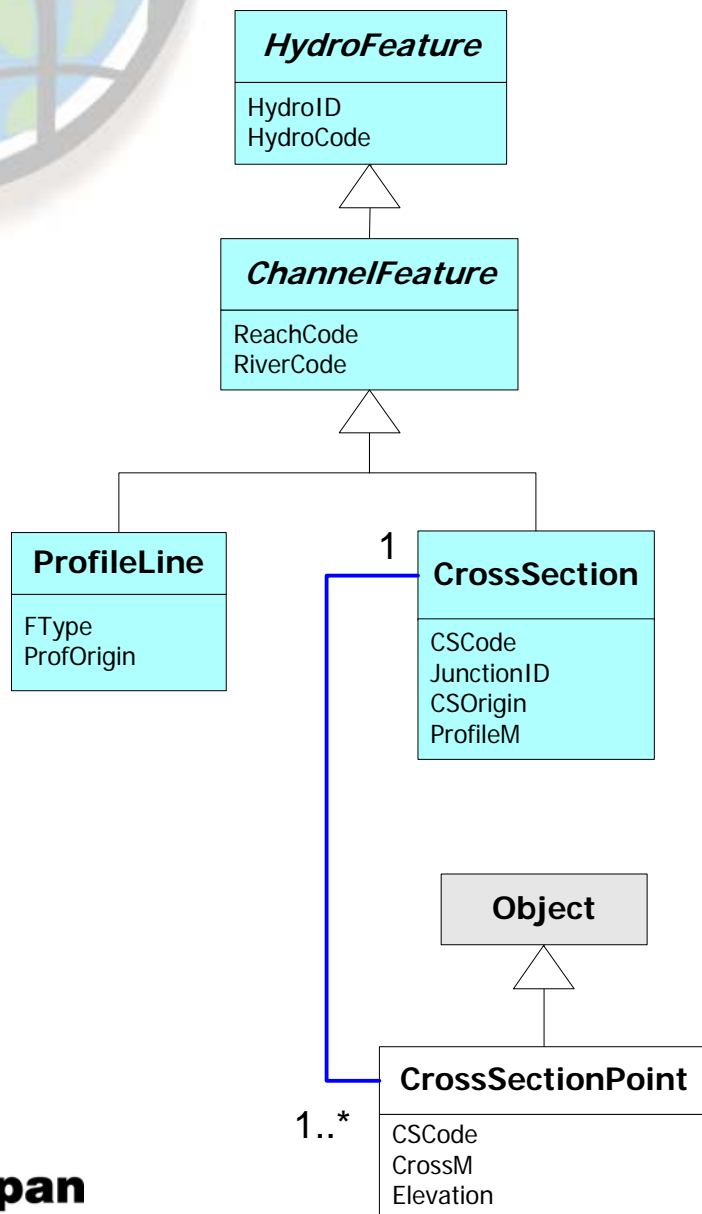 HydroFeature
HydroID
HydroCode
ChannelFeature
ReachCode
RiverCode
ProfileLine
FType
ProfOrigin
1
CrossSection
CSCode
JunctionID
CSOrigin
ProfileM
Object
CrossSectionPoint
1..*
CSCode
CrossM
Elevation
pan